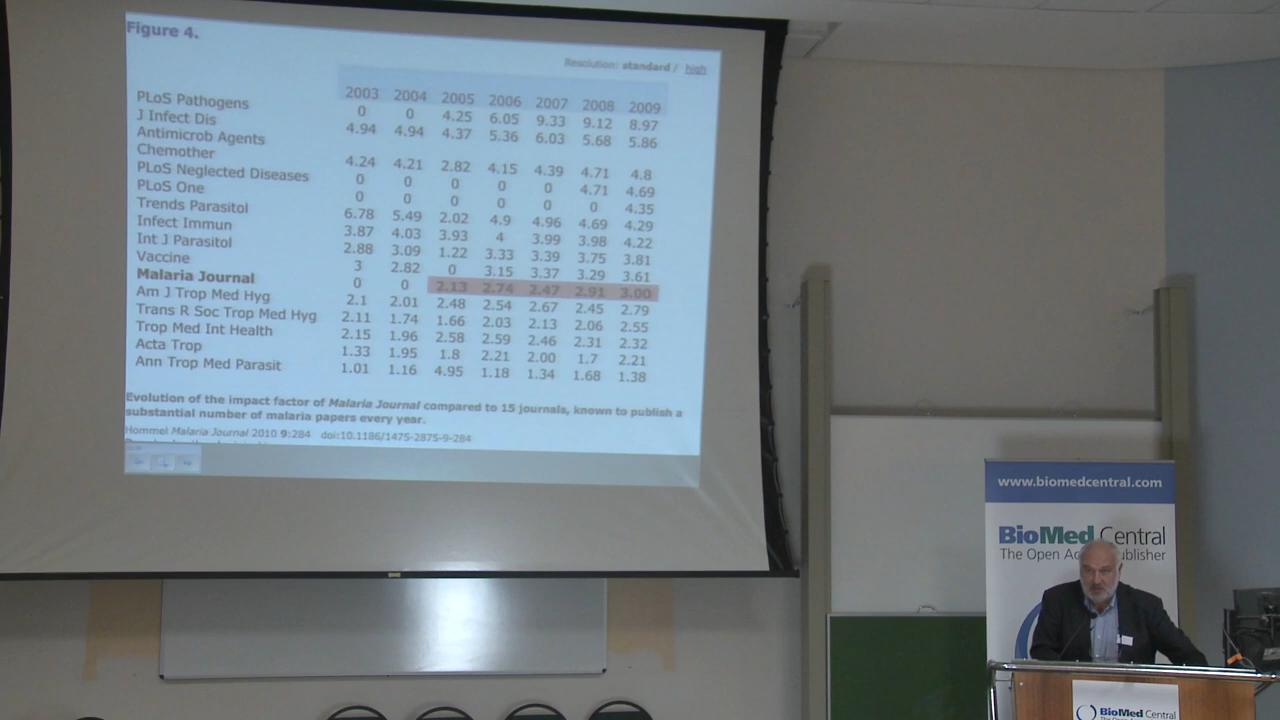 Figure 4.
Resolution: standard / high
2003 2004 2005 2006 2007 2008 2009
PLoS Pathogens 0 0 4.25 6.05 9.33 9.12 8.97
J Infect Dis 4.94 4.94 4.37 5.36 6.03 5.68 5.86
Antimicrob Agents
Chemother 4.24 4.21 2.82 4.15 4.39 4.71 4.8
PLoS Neglected Diseases 0 0 0 0 0 4.71 4.69
PLoS One 0 0 0 0 0 0 4.35
Trends Parasitol 6.78 5.49 2.02 4.9 4.96 4.69 4.29
Infect Immun 3.87 4.03 3.93 4 3.99 3.98 4.22
Int J Parasitol 2.88 3.09 1.22 3.33 3.39 3.75 3.81
Vaccine 3 2.82 0 3.15 3.37 3.29 3.61
Malaria Journal 0 0 2.13 2.74 2.47 2.91 3.00
Am J Trop Med Hyg 2.1 2.01 2.48 2.54 2.67 2.45 2.79
Trans R Soc Trop Med Hyg 2.11 1.74 1.66 2.03 2.13 2.06 2.55
Trop Med Int Health 2.15 1.96 2.58 2.59 2.46 2.31 2.32
Acta Trop 1.33 1.95 1.8 2.21 2.00 1.7 2.21
Ann Trop Med Parasit 1.01 1.16 4.95 1.18 1.34 1.68 1.38
Evolution of the impact factor of Malaria Journal compared to 15 journals, known to publish a
substantial number of malaria papers every year.
Hommel Malaria Journal 2010 9:284 doi:10.1186/1475-2875-9-284
www.biomedcentral.com
BioMed Central
The Open
BioMed Central